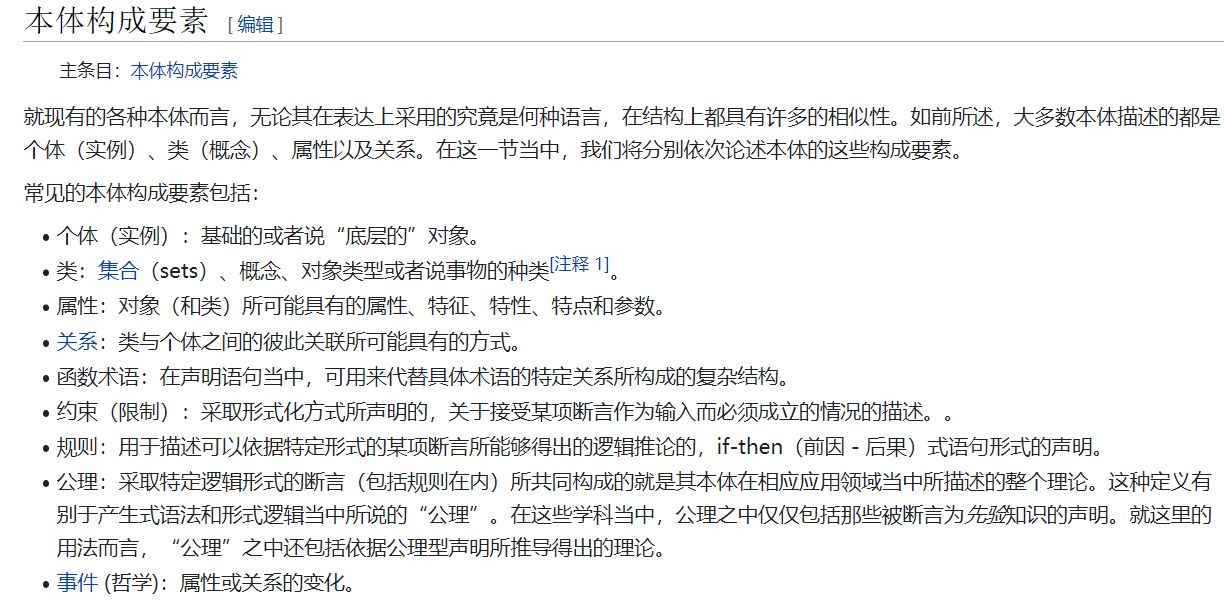 本体构成要素 [编辑]
主条目：本体构成要素
就现有的各种本体而言，无论其在表达上采用的究竟是何种语言，在结构上都具有许多的相似性。如前所述，大多数本体描述的都是
个体（实例）、类（概念）、属性以及关系。在这一节当中，我们将分别依次论述本体的这些构成要素。
常见的本体构成要素包括：
• 个体（实例）：基础的或者说“底层的”对象。
• 类：集合（sets）、概念、对象类型或者说事物的种类[注释 1]。
• 属性：对象（和类）所可能具有的属性、特征、特性、特点和参数。
• 关系：类与个体之间的彼此关联所可能具有的方式。
• 函数术语：在声明语句当中，可用来代替具体术语的特定关系所构成的复杂结构。
• 约束（限制）：采取形式化方式所声明的，关于接受某项断言作为输入而必须成立的情况的描述。。
• 规则：用于描述可以依据特定形式的某项断言所能够得出的逻辑推论的，if-then（前因 - 后果）式语句形式的声明。
• 公理：采取特定逻辑形式的断言（包括规则在内）所共同构成的就是其本体在相应应用领域当中所描述的整个理论。这种定义有
别于产生式语法和形式逻辑当中所说的“公理”。在这些学科当中，公理之中仅仅包括那些被断言为先验知识的声明。就这里的
用法而言，“公理”之中还包括依据公理型声明所推导得出的理论。
• 事件 (哲学)：属性或关系的变化。